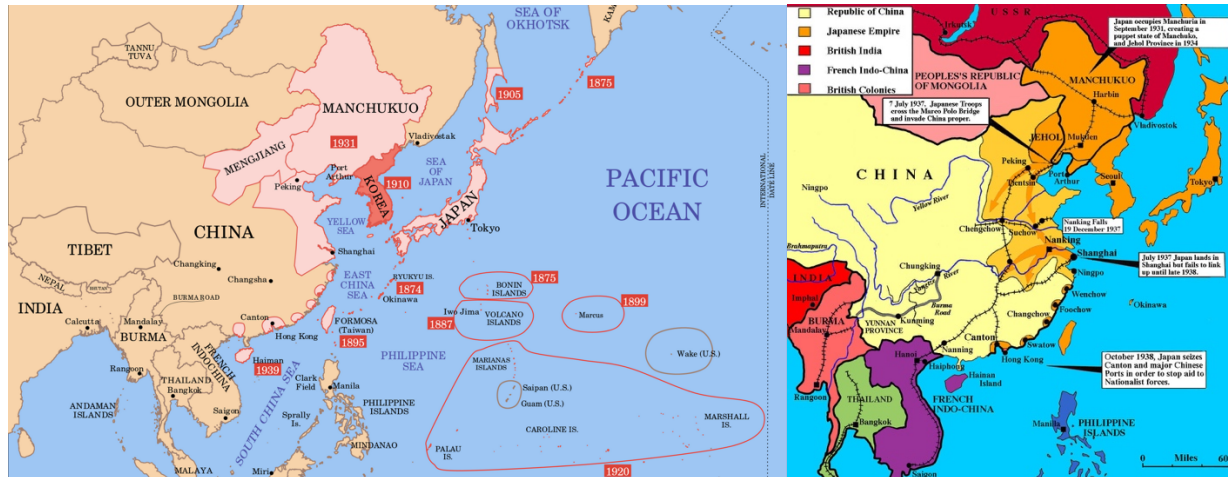 SEA OF
OKHOTSK
KAM
TANNU
TUVA
1875
OUTER MONGOLIA
1905
MANCHUKUO
Vladivostak
1931
MENGJIANG
Port
Arthur
SEA
OF
JAPAN
Peking
KOREA
1910
JAPAN
Tokyo
PACIFIC
OCEAN
INTERNATIONAL
DATE LINE
YELLOW
SEA
CHINA
TIBET
Shanghai
Changking
Changsha
EAST
CHINA
SEA
RYUKYU IS.
1874
Okinawa
BONIN
ISLANDS
1875
NEPAL
BURMA ROAD
INDIA
Calcutta
Mandalay
BURMA
Canton
Hong Kong
FORMOSA
(Taiwan)
1895
Iwo Jima
VOLCANO
ISLANDS
1887
Marcus
1899
Wake (U.S.)
FRENCH
INDOCHINA
Hainan
1939
PHILIPPINE
SEA
MARIANAS
ISLANDS
Rangoon
THAILAND
Bangkok
Clark
Field
Manila
Saipan (U.S.)
Guam (U.S.)
ANDAMAN
ISLANDS
Saigon
SOUTH CHINA SEA
Sprally
Is.
PHILIPPINE
ISLANDS
MINDANAO
MARSHALL
IS.
CAROLINE IS.
PALAU
IS.
MALAYA
Miri
1920
Republic of China
Japanese Empire
British India
French Indo-China
British Colonies
USSR
Irkutsk
Japan occupies Manchuria in
September 1931, creating a
puppet state of Manchuko,
and Jehol Province in 1934
PEOPLES'S REPUBLIC
OF MONGOLIA
MANCHUKUO
Harbin
7 July 1937, Japanese Troops
cross the Marco Polo Bridge
and invade China proper.
JEHOL
Mukden
Vladivostok
Peking
Tientsin
Port
Arthur
Seoul
Tokyo
CHINA
Ningpo
Yellow River
Chengchow
Suchow
Nanking Falls
19 December 1937
Nanking
Shanghai
July 1937 Japan lands in
Shanghai but fails to link
up until late 1938.
Brahmaputra
Chungking
River
Yangtze
Ningpo
Wenchow
Foochow
Okinawa
INDIA
Imphal
BURMA
Mandalay
Burma
Road
YUNNAN
PROVINCE
Kunming
Changchow
Canton
Swatow
Nanning
Hong Kong
October 1938, Japan seizes
Canton and major Chinese
Ports in order to stop aid to
Nationalist forces.
Hanoi
Haiphong
Hainan
Island
Rangoon
THAILAND
Bangkok
FRENCH
INDO-CHINA
Saigon
Manila
PHILIPPINE
ISLANDS
0 Miles 60